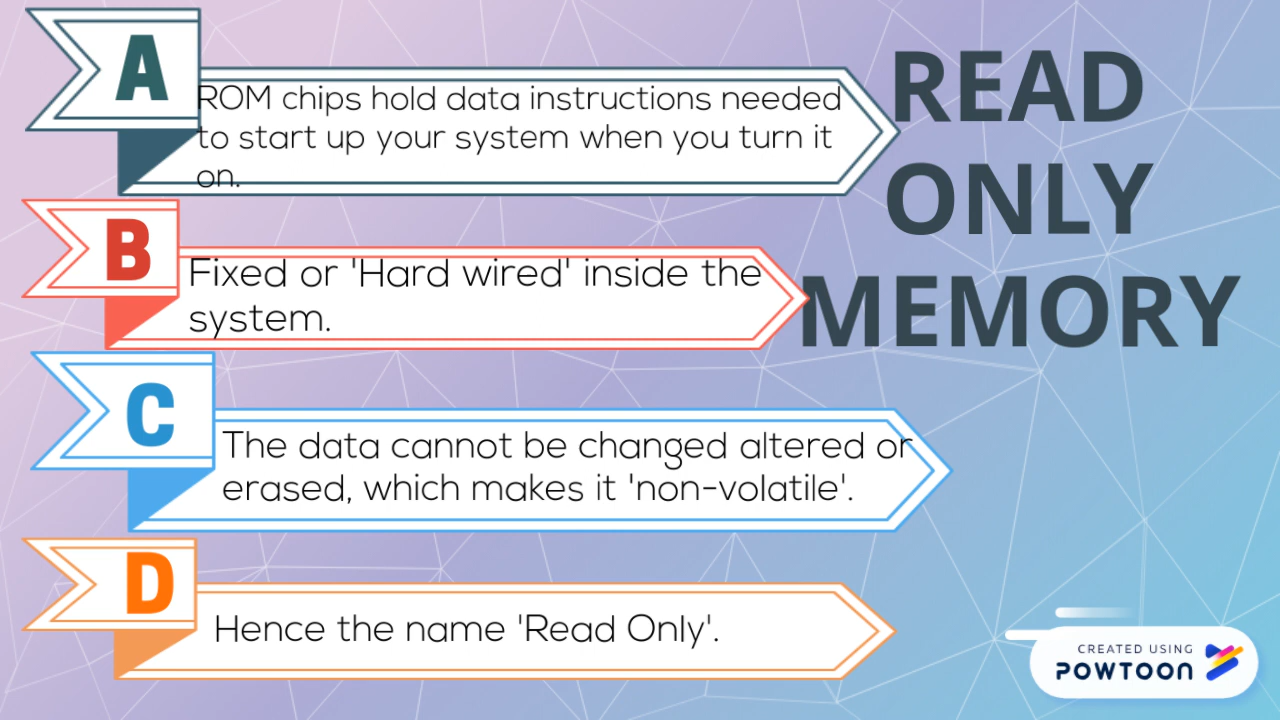 READ
ONLY
MEMORY
A
ROM chips hold data instructions needed
to start up your system when you turn it
on.
B
Fixed or 'Hard wired' inside the
system.
C
The data cannot be changed altered or
erased, which makes it 'non-volatile'.
D
Hence the name 'Read Only'.
CREATED USING
POWTOON